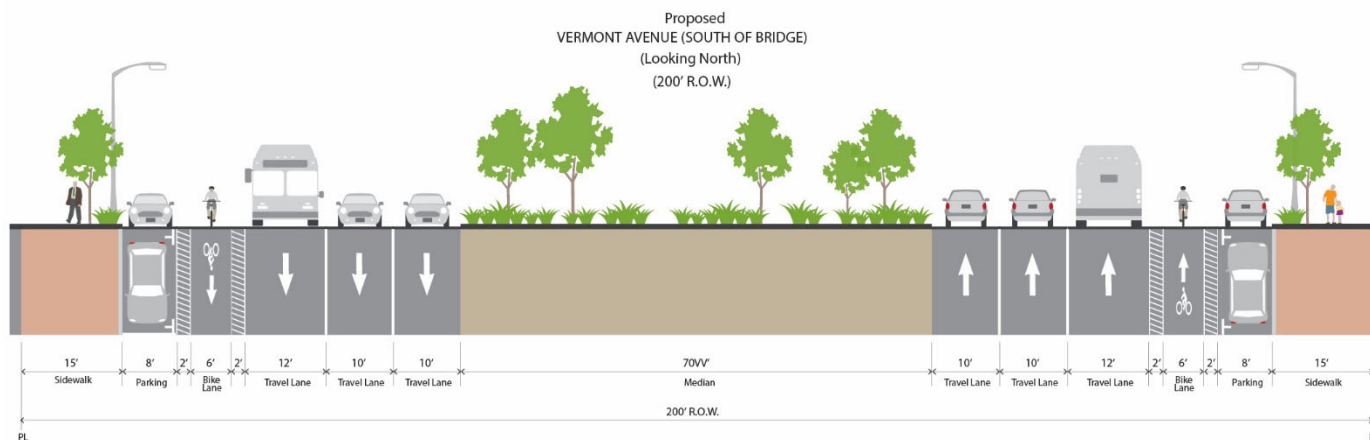 Proposed
VERMONT AVENUE (SOUTH OF BRIDGE)
(Looking North)
(200' R.O.W.)
15' 8' 2' 6' 2' 12' 10' 10' 70VV' 10' 10' 12' 2' 6' 2' 8' 15'
Sidewalk Parking Bike Lane Travel Lane Travel Lane Travel Lane Median Travel Lane Travel Lane Travel Lane Bike Lane Parking Sidewalk
200' R.O.W.
PL